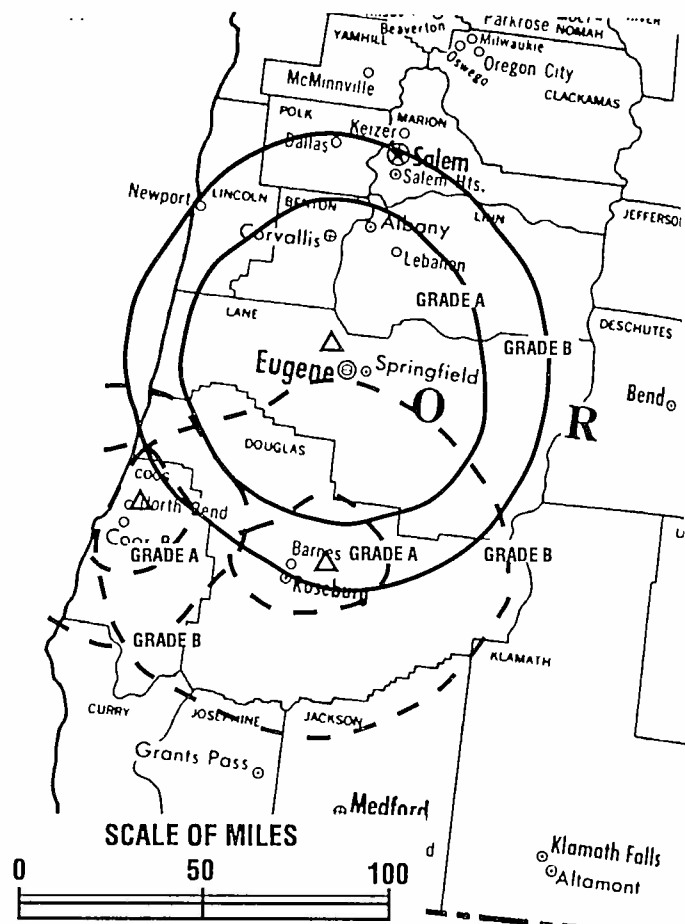 Parkrose
NOMAH
RIVER
Beaverton
YAMHILL
Milwaukie
Oswego
Oregon City
McMinnville
CLACKAMAS
POLK
MARION
Keizer
Dallas
Salem
Salem Hts.
Newport
LINCOLN
BENTON
LINN
JEFFERSO
Albany
Corvallis
Lebanon
GRADE A
LANE
DESCHUTES
GRADE B
Eugene
Springfield
Bend
O
R
DOUGLAS
COOS
North Bend
Coos B
GRADE A
Barnes
GRADE A
GRADE B
Roseburg
GRADE B
KLAMATH
CURRY
JOSEPHINE
JACKSON
Grants Pass
Medford
SCALE OF MILES
d
Klamath Falls
0 50 100
Altamont